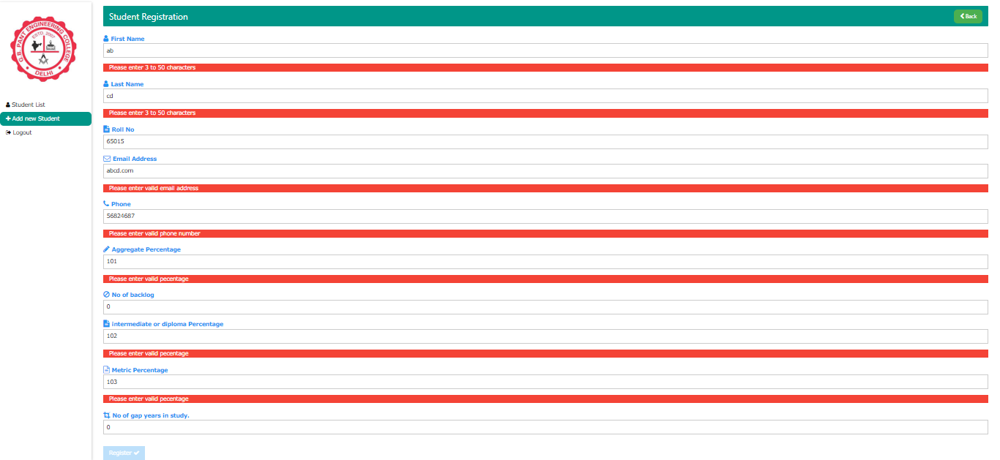 G.B. PANT ENGINEERING COLLEGE
ESTD. 2007
DELHI
Student List
Add new Student
Logout
Student Registration
Back
First Name
ab
Please enter 3 to 50 characters
Last Name
cd
Please enter 3 to 50 characters
Roll No
65015
Email Address
abcd.com
Please enter valid email address
Phone
56824687
Please enter valid phone number
Aggregate Percentage
101
Please enter valid pecentage
No of backlog
0
intermediate or diploma Percentage
102
Please enter valid pecentage
Metric Percentage
103
Please enter valid pecentage
No of gap years in study.
0
Register